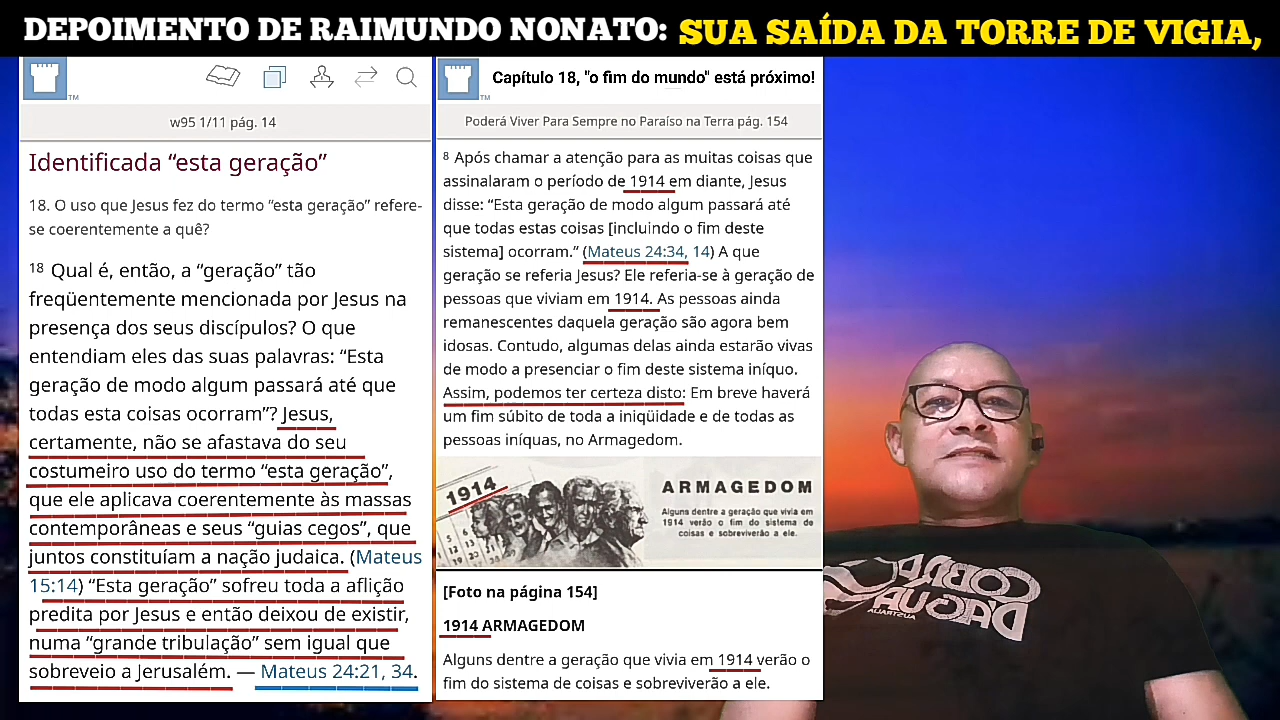 DEPOIMENTO DE RAIMUNDO NONATO: SUA SAÍDA DA TORRE DE VIGIA,
TM
w95 1/11 pág. 14
Identificada “esta geração”
18. O uso que Jesus fez do termo “esta geração” refere-
se coerentemente a quê?
18 Qual é, então, a “geração” tão
freqüentemente mencionada por Jesus na
presença dos seus discípulos? O que
entendiam eles das suas palavras: “Esta
geração de modo algum passará até que
todas esta coisas ocorram”? Jesus,
certamente, não se afastava do seu
costumeiro uso do termo “esta geração”,
que ele aplicava coerentemente às massas
contemporâneas e seus “guias cegos”, que
juntos constituíam a nação judaica. (Mateus
15:14) “Esta geração” sofreu toda a aflição
predita por Jesus e então deixou de existir,
numa “grande tribulação” sem igual que
sobreveio a Jerusalém. — Mateus 24:21, 34.
TM
Capítulo 18, "o fim do mundo" está próximo!
Poderá Viver Para Sempre no Paraíso na Terra pág. 154
8 Após chamar a atenção para as muitas coisas que
assinalaram o período de 1914 em diante, Jesus
disse: “Esta geração de modo algum passará até
que todas estas coisas [incluindo o fim deste
sistema] ocorram.” (Mateus 24:34, 14) A que
geração se referia Jesus? Ele referia-se à geração de
pessoas que viviam em 1914. As pessoas ainda
remanescentes daquela geração são agora bem
idosas. Contudo, algumas delas ainda estarão vivas
de modo a presenciar o fim deste sistema iníquo.
Assim, podemos ter certeza disto: Em breve haverá
um fim súbito de toda a iniqüidade e de todas as
pessoas iníquas, no Armagedom.
1914
ARMAGEDOM
Alguns dentre a geração que vivia em
1914 verão o fim do sistema de
coisas e sobreviverão a ele.
[Foto na página 154]
1914 ARMAGEDOM
Alguns dentre a geração que vivia em 1914 verão o
fim do sistema de coisas e sobreviverão a ele.
AUSTRALIA